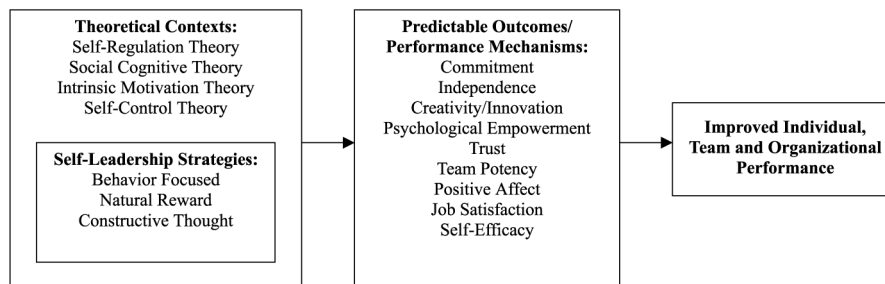 Theoretical Contexts:
Self-Regulation Theory
Social Cognitive Theory
Intrinsic Motivation Theory
Self-Control Theory
Self-Leadership Strategies:
Behavior Focused
Natural Reward
Constructive Thought
Predictable Outcomes/
Performance Mechanisms:
Commitment
Independence
Creativity/Innovation
Psychological Empowerment
Trust
Team Potency
Positive Affect
Job Satisfaction
Self-Efficacy
Improved Individual,
Team and Organizational
Performance